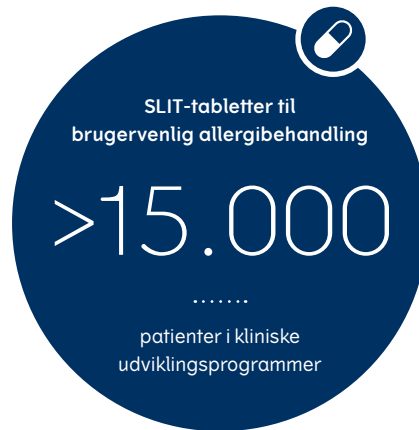 SLIT-tabletter til
brugervenlig allergibehandling
>15.000
.......
patienter i kliniske
udviklingsprogrammer